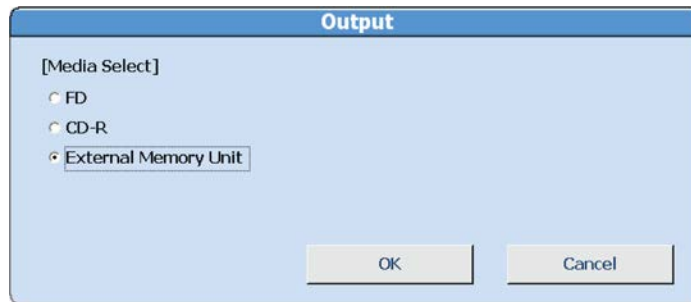 Output
[Media Select]
FD
CD-R
External Memory Unit
OK
Cancel